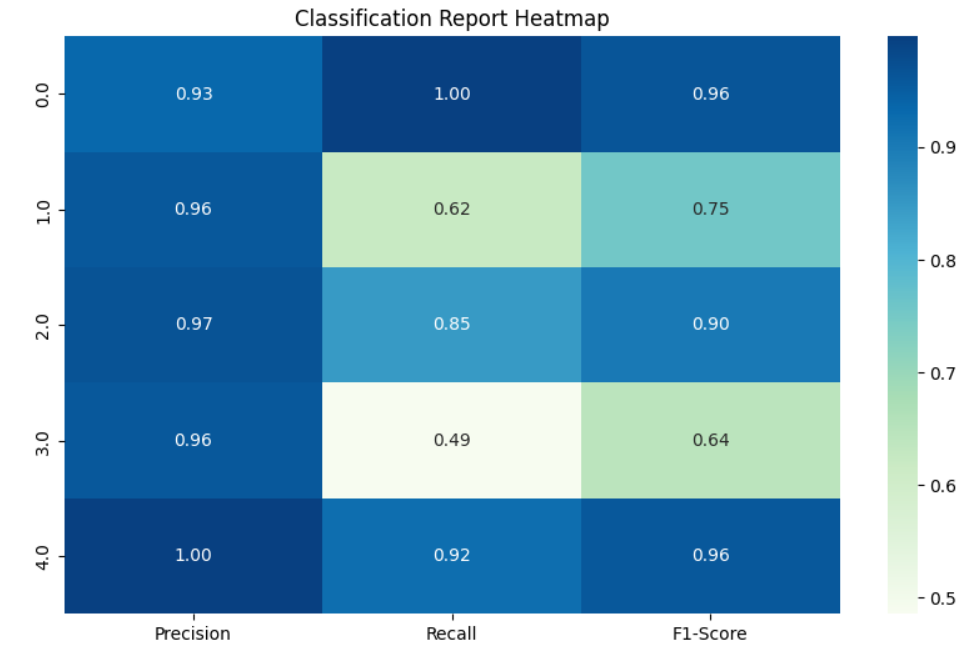 Classification Report Heatmap
0.0 0.93 1.00 0.96
0.9
1.0 0.96 0.62 0.75
0.8
2.0 0.97 0.85 0.90
0.7
3.0 0.96 0.49 0.64
0.6
4.0 1.00 0.92 0.96
0.5
Precision Recall F1-Score